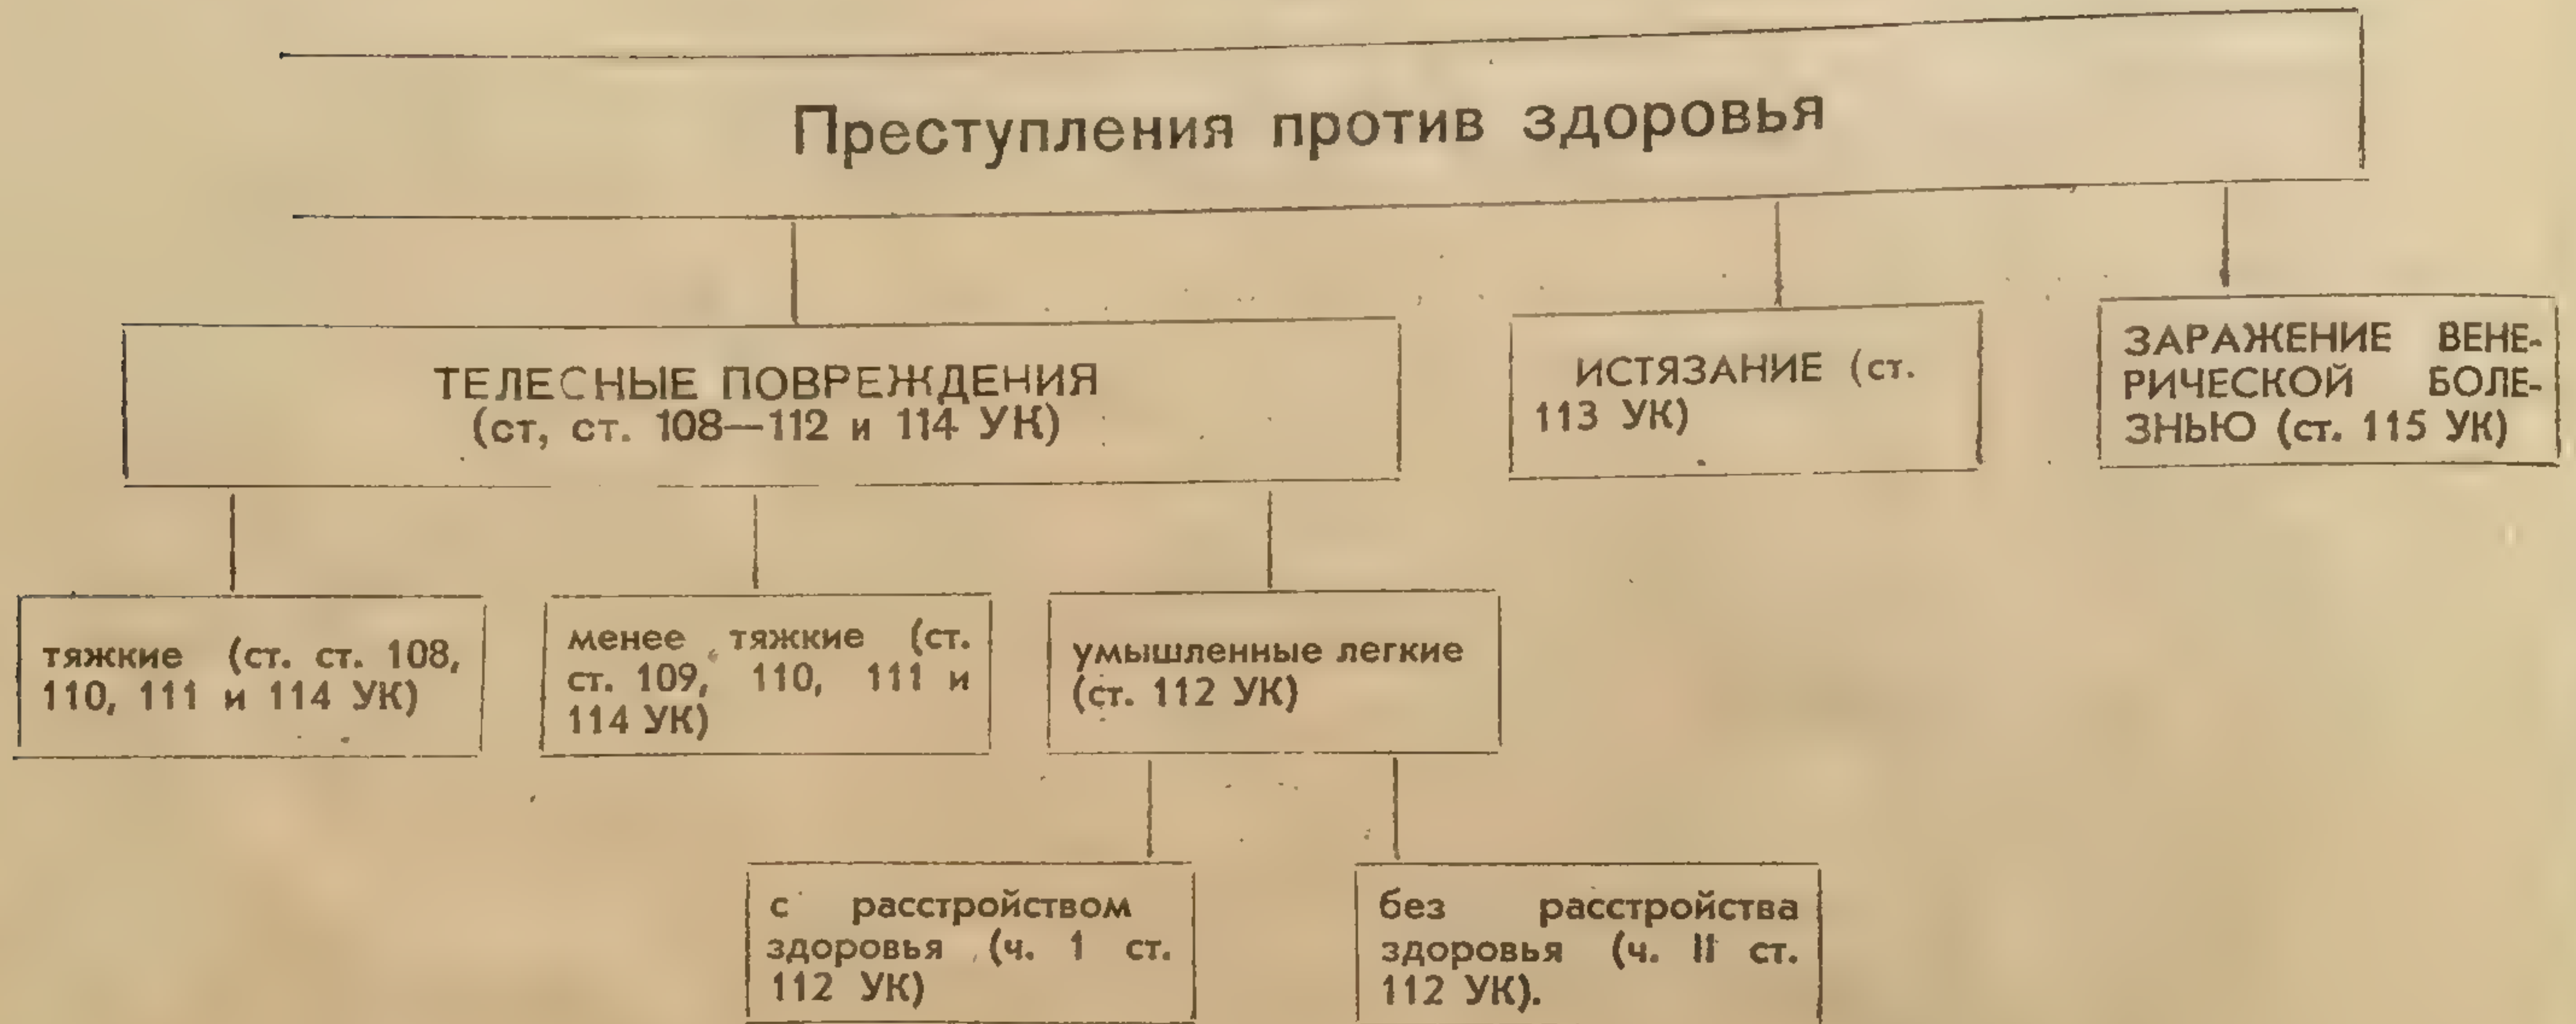 Преступления против здоровья
ТЕЛЕСНЫЕ ПОВРЕЖДЕНИЯ
(ст, ст. 108—112 и 114 УК)
ИСТЯЗАНИЕ (ст.
113 УК)
ЗАРАЖЕНИЕ ВЕНЕ-
РИЧЕСКОЙ БОЛЕ-
ЗНЬЮ (ст. 115 УК)
тяжкие (ст. ст. 108,
110, 111 и 114 УК)
менее тяжкие (ст.
ст. 109, 110, 111 и
114 УК)
умышленные легкие
(ст. 112 УК)
с расстройством
здоровья (ч. 1 ст.
112 УК)
без расстройства
здоровья (ч. II ст.
112 УК).